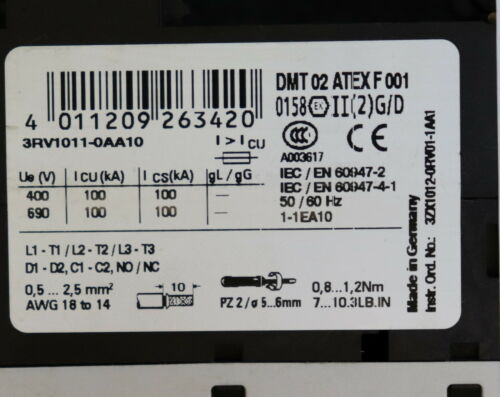 4 011209 263420
3RV1011-0AA10
I > I CU
Ue (V) I CU (kA) I CS(kA) gL / gG
400 100 100 —
690 100 100 —
L1 - T1 / L2 - T2 / L3 - T3
D1 - D2, C1 - C2, NO / NC
0,5 ... 2,5 mm²
AWG 18 to 14
10
PZ 2 / ø 5...6mm
0,8...1,2Nm
7...10.3LB.IN
DMT 02 ATEX F 001
0158 Ex II(2)G/D
CCC
A003617
IEC / EN 60947-2
IEC / EN 60947-4-1
50 / 60 Hz
1-1EA10
Made in Germany
Instr. Ord. No.: 3ZX1012-0RV01-1AA1